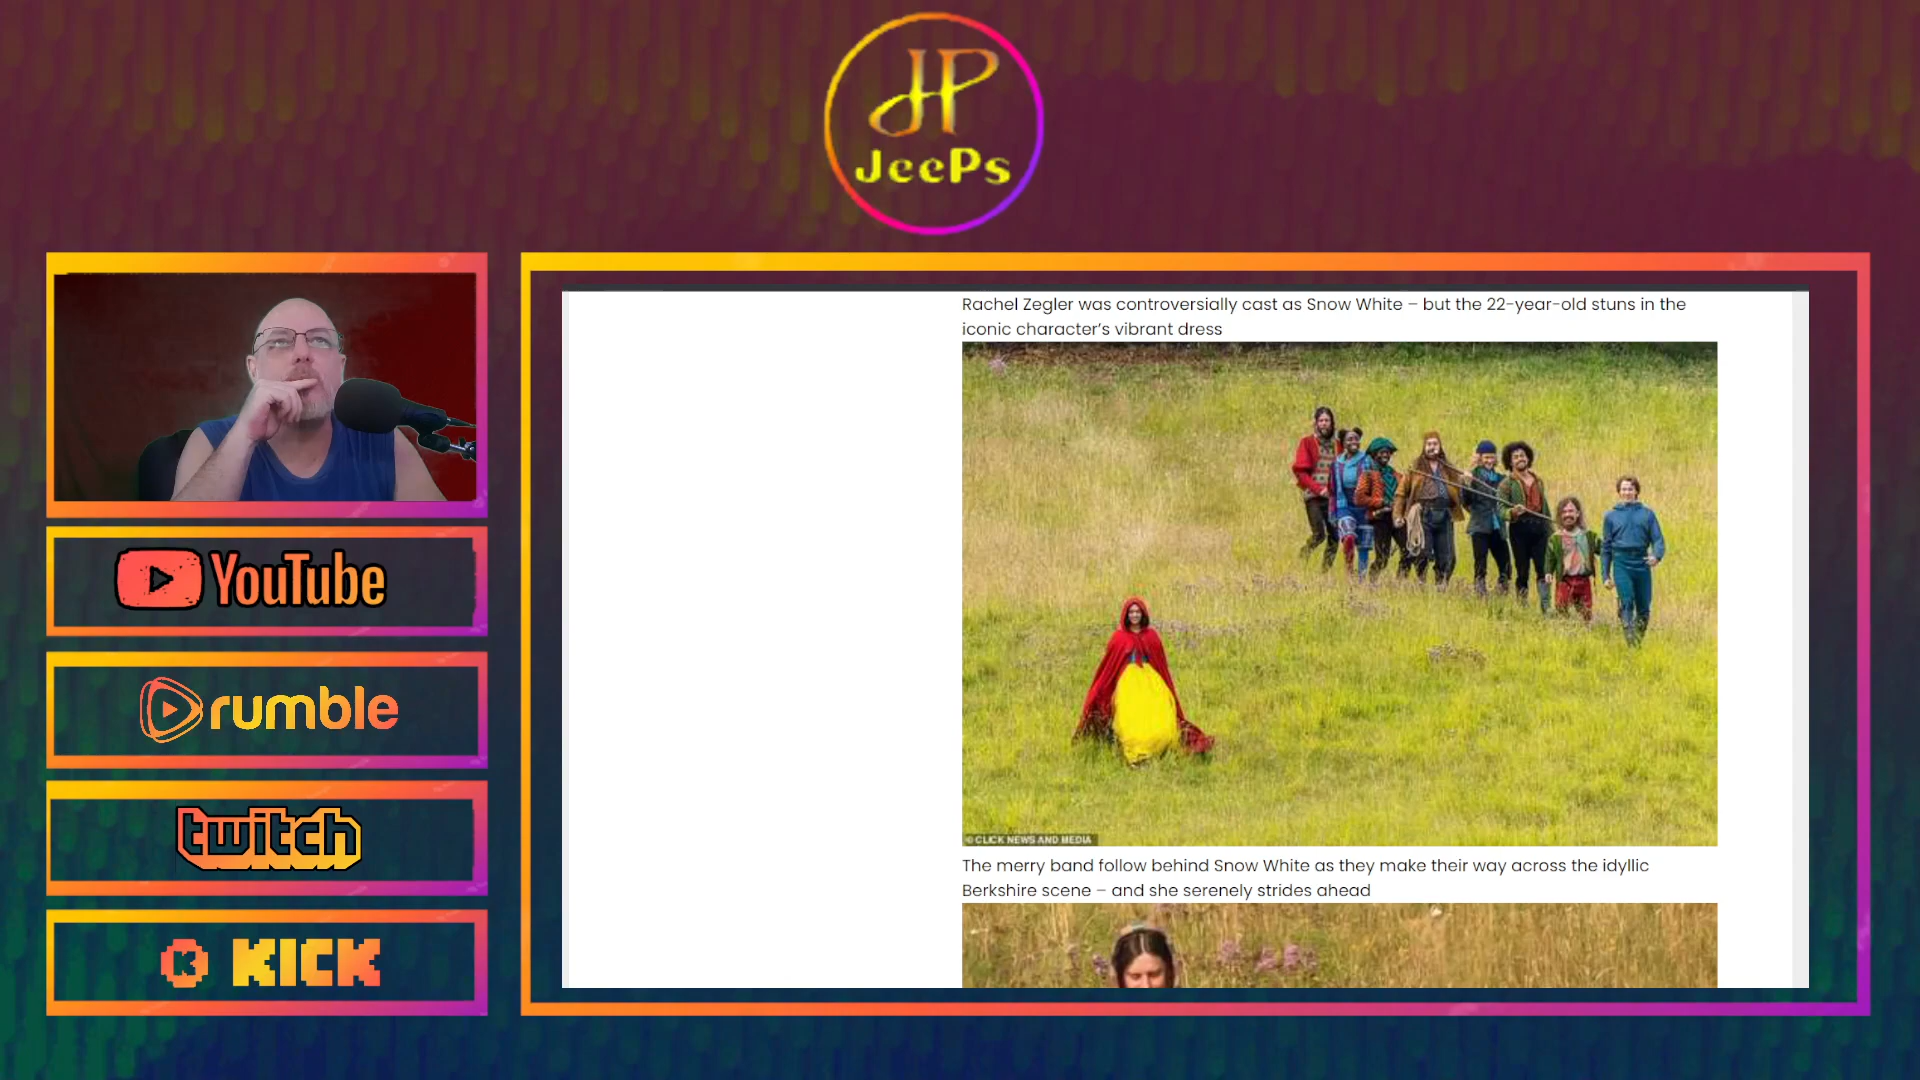 JP
JeePs
Rachel Zegler was controversially cast as Snow White – but the 22-year-old stuns in the
iconic character’s vibrant dress
©CLICK NEWS AND MEDIA
The merry band follow behind Snow White as they make their way across the idyllic
Berkshire scene – and she serenely strides ahead
YouTube
rumble
twitch
K KICK